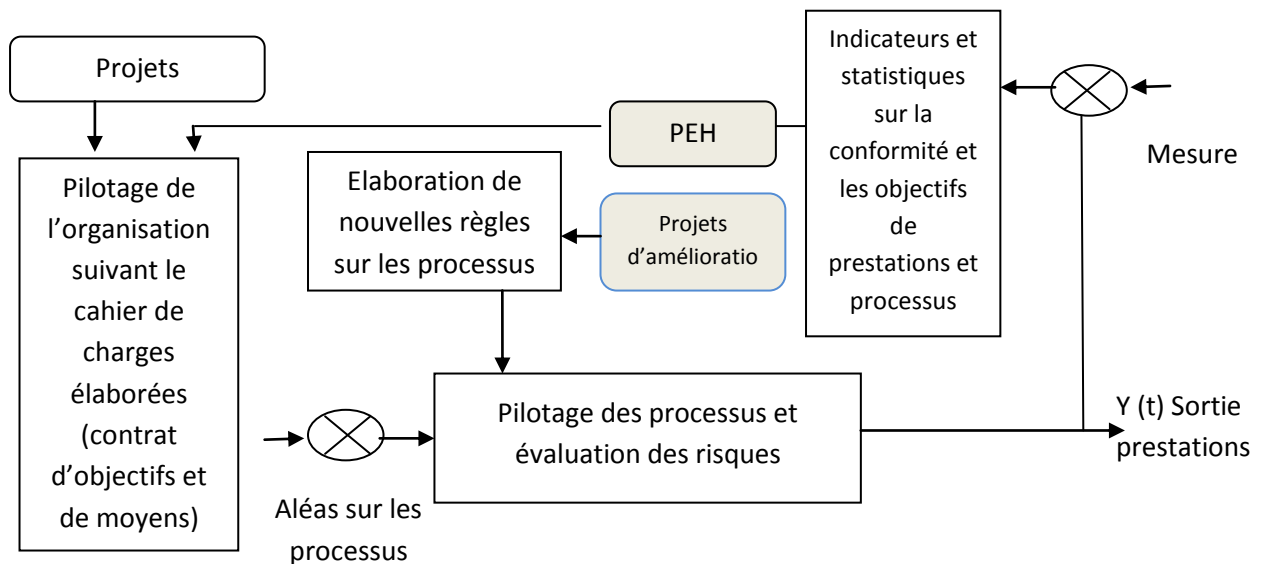 Projets
Pilotage de
l’organisation
suivant le
cahier de
charges
élaborées
(contrat
d’objectifs et
de moyens)
Elaboration de
nouvelles règles
sur les processus
PEH
Projets
d’amélioratio
Indicateurs et
statistiques
sur la
conformité et
les objectifs
de
prestations et
processus
Mesure
Aléas sur les
processus
Pilotage des processus et
évaluation des risques
Y (t) Sortie
prestations